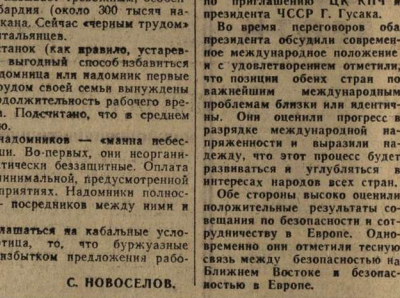 бардия (около 300 тысяч на-
кана. Сейчас «черным трудом»
итальянцев.
станок (как правило, устарев-
выгодный способ избавиться
домница или надомник первые
рудом своей семьи вынуждены
одолжительность рабочего вре-
а. Подсчитано, что в среднем
ю.
надомников — «манна небес-
ши. Во-первых, они неоргани-
тически беззащитны. Оплата
минимальной, предусмотренной
приятиях. Надомники полнос-
посредников между ними и
лашаться на кабальные усло-
тица, то, что буржуазные
избытком предложения рабо-
С. НОВОСЕЛОВ.
по приглашению ЦК КПЧ и
президента ЧССР Г. Гусака.
Во время переговоров оба
президента обсудили современ-
ное международное положение
и с удовлетворением отметили,
что позиции обеих стран по
важнейшим международным
проблемам близки или идентич-
ны. Они оценили прогресс в
разрядке международной на-
пряженности и выразили на-
дежду, что этот процесс будет
развиваться и углубляться в
интересах народов всех стран.
Обе стороны высоко оценили
положительные результаты со-
вещания по безопасности и сот-
рудничеству в Европе. Одно-
временно они отметили тесную
связь между безопасностью на
Ближнем Востоке и безопас-
ностью в Европе.